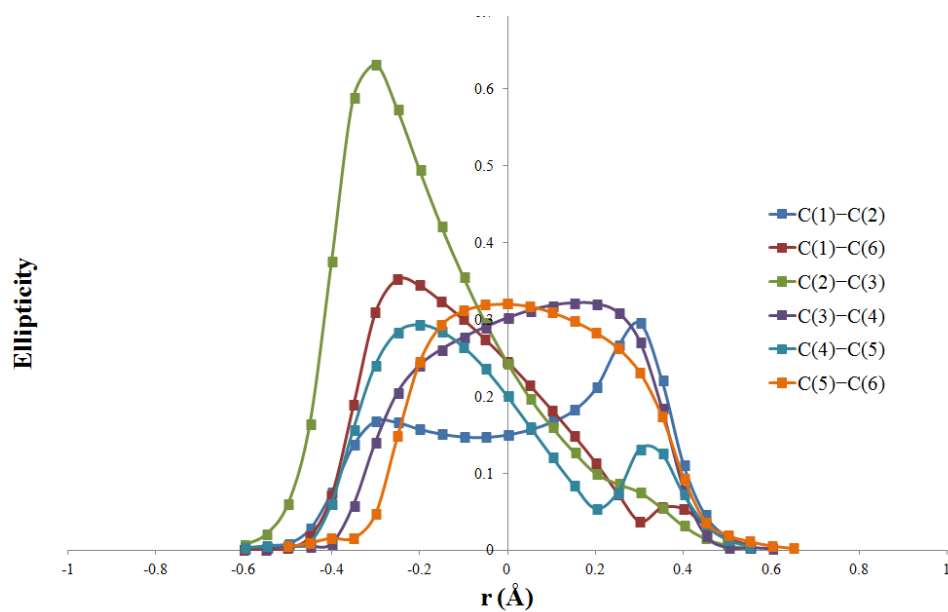 0.6
0.5
0.4
0.3
0.2
0.1
0
-1
-0.8
-0.6
-0.4
-0.2
0
0.2
0.4
0.6
0.8
1
Ellipticity
r (Å)
C(1)−C(2)
C(1)−C(6)
C(2)−C(3)
C(3)−C(4)
C(4)−C(5)
C(5)−C(6)